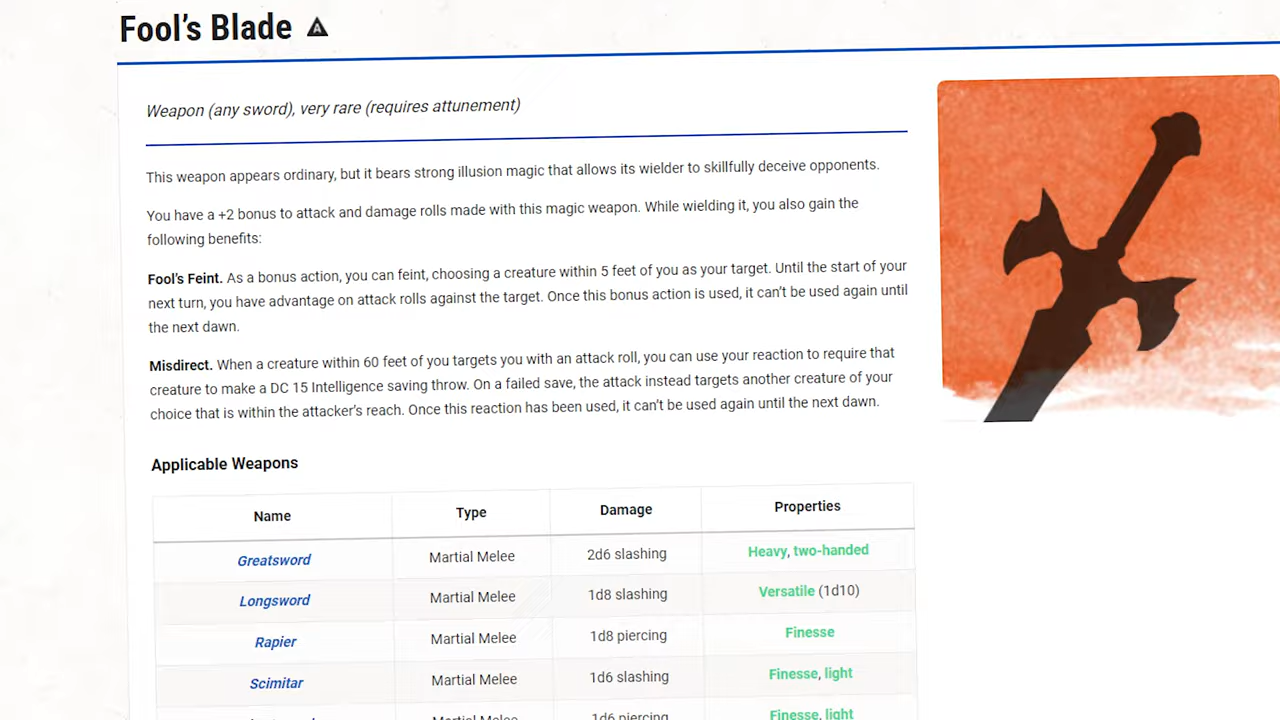 Fool's Blade
Weapon (any sword), very rare (requires attunement)
This weapon appears ordinary, but it bears strong illusion magic that allows its wielder to skillfully deceive opponents.
You have a +2 bonus to attack and damage rolls made with this magic weapon. While wielding it, you also gain the
following benefits:
Fool's Feint. As a bonus action, you can feint, choosing a creature within 5 feet of you as your target. Until the start of your
next turn, you have advantage on attack rolls against the target. Once this bonus action is used, it can't be used again until
the next dawn.
Misdirect. When a creature within 60 feet of you targets you with an attack roll, you can use your reaction to require that
creature to make a DC 15 Intelligence saving throw. On a failed save, the attack instead targets another creature of your
choice that is within the attacker's reach. Once this reaction has been used, it can't be used again until the next dawn.
Applicable Weapons
Name Type Damage Properties
Greatsword Martial Melee 2d6 slashing Heavy, two-handed
Longsword Martial Melee 1d8 slashing Versatile (1d10)
Rapier Martial Melee 1d8 piercing Finesse
Scimitar Martial Melee 1d6 slashing Finesse, light
Martial Melee 1d6 piercing Finesse, light